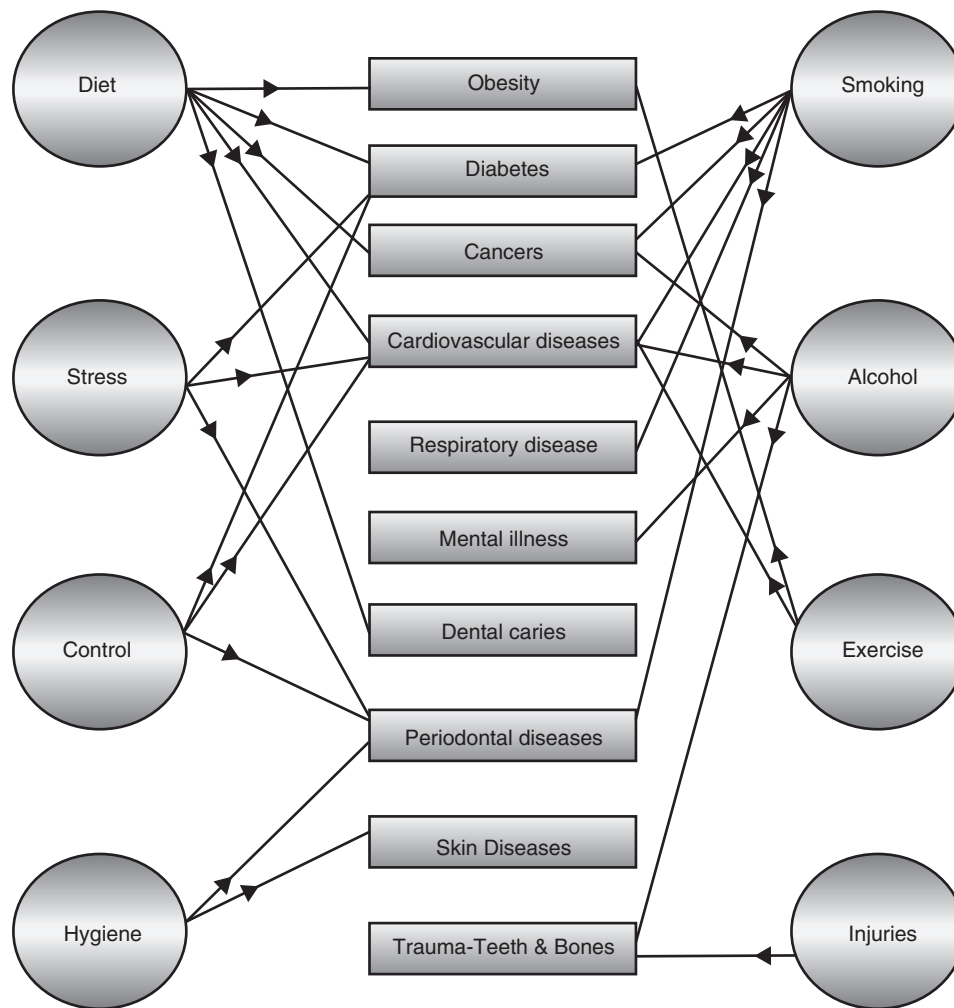 Diet
Stress
Control
Hygiene
Obesity
Diabetes
Cancers
Cardiovascular diseases
Respiratory disease
Mental illness
Dental caries
Periodontal diseases
Skin Diseases
Trauma-Teeth & Bones
Smoking
Alcohol
Exercise
Injuries